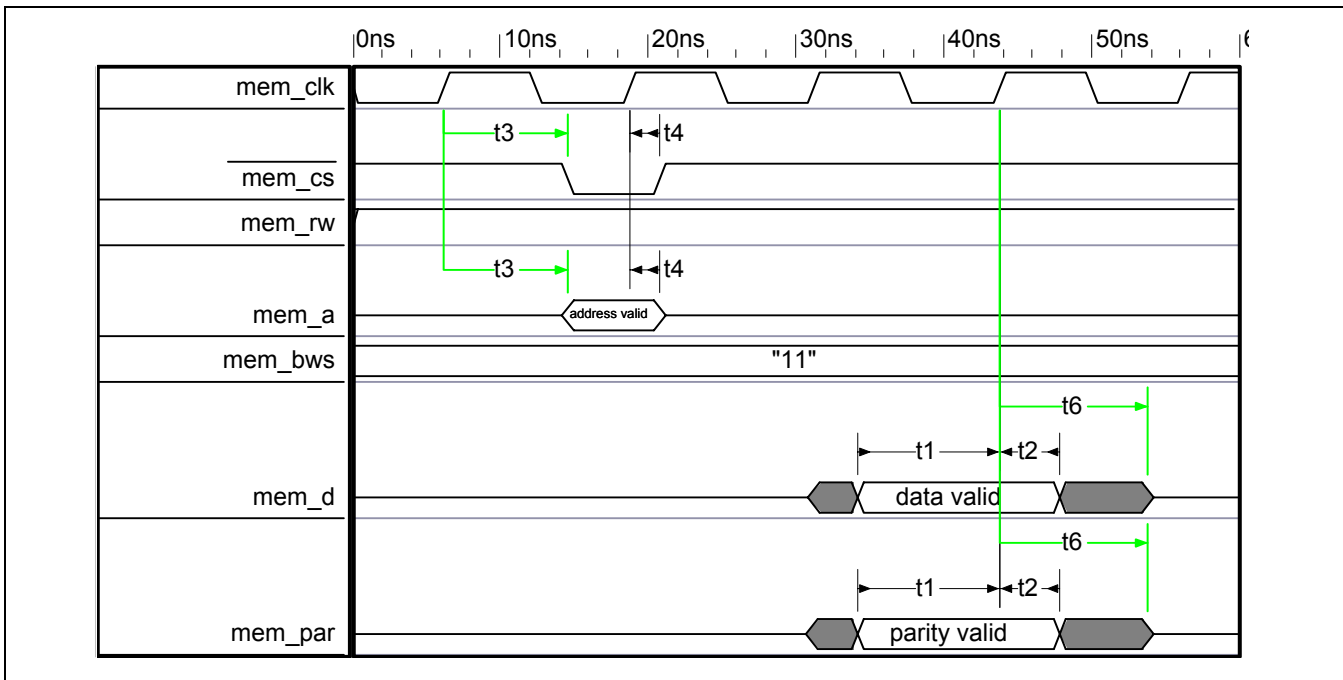 0ns 10ns 20ns 30ns 40ns 50ns
mem_clk
t3 t4
mem_cs
mem_rw
t3 t4
mem_a address valid
mem_bws "11"
t6
t1 t2
mem_d data valid
t6
t1 t2
mem_par parity valid